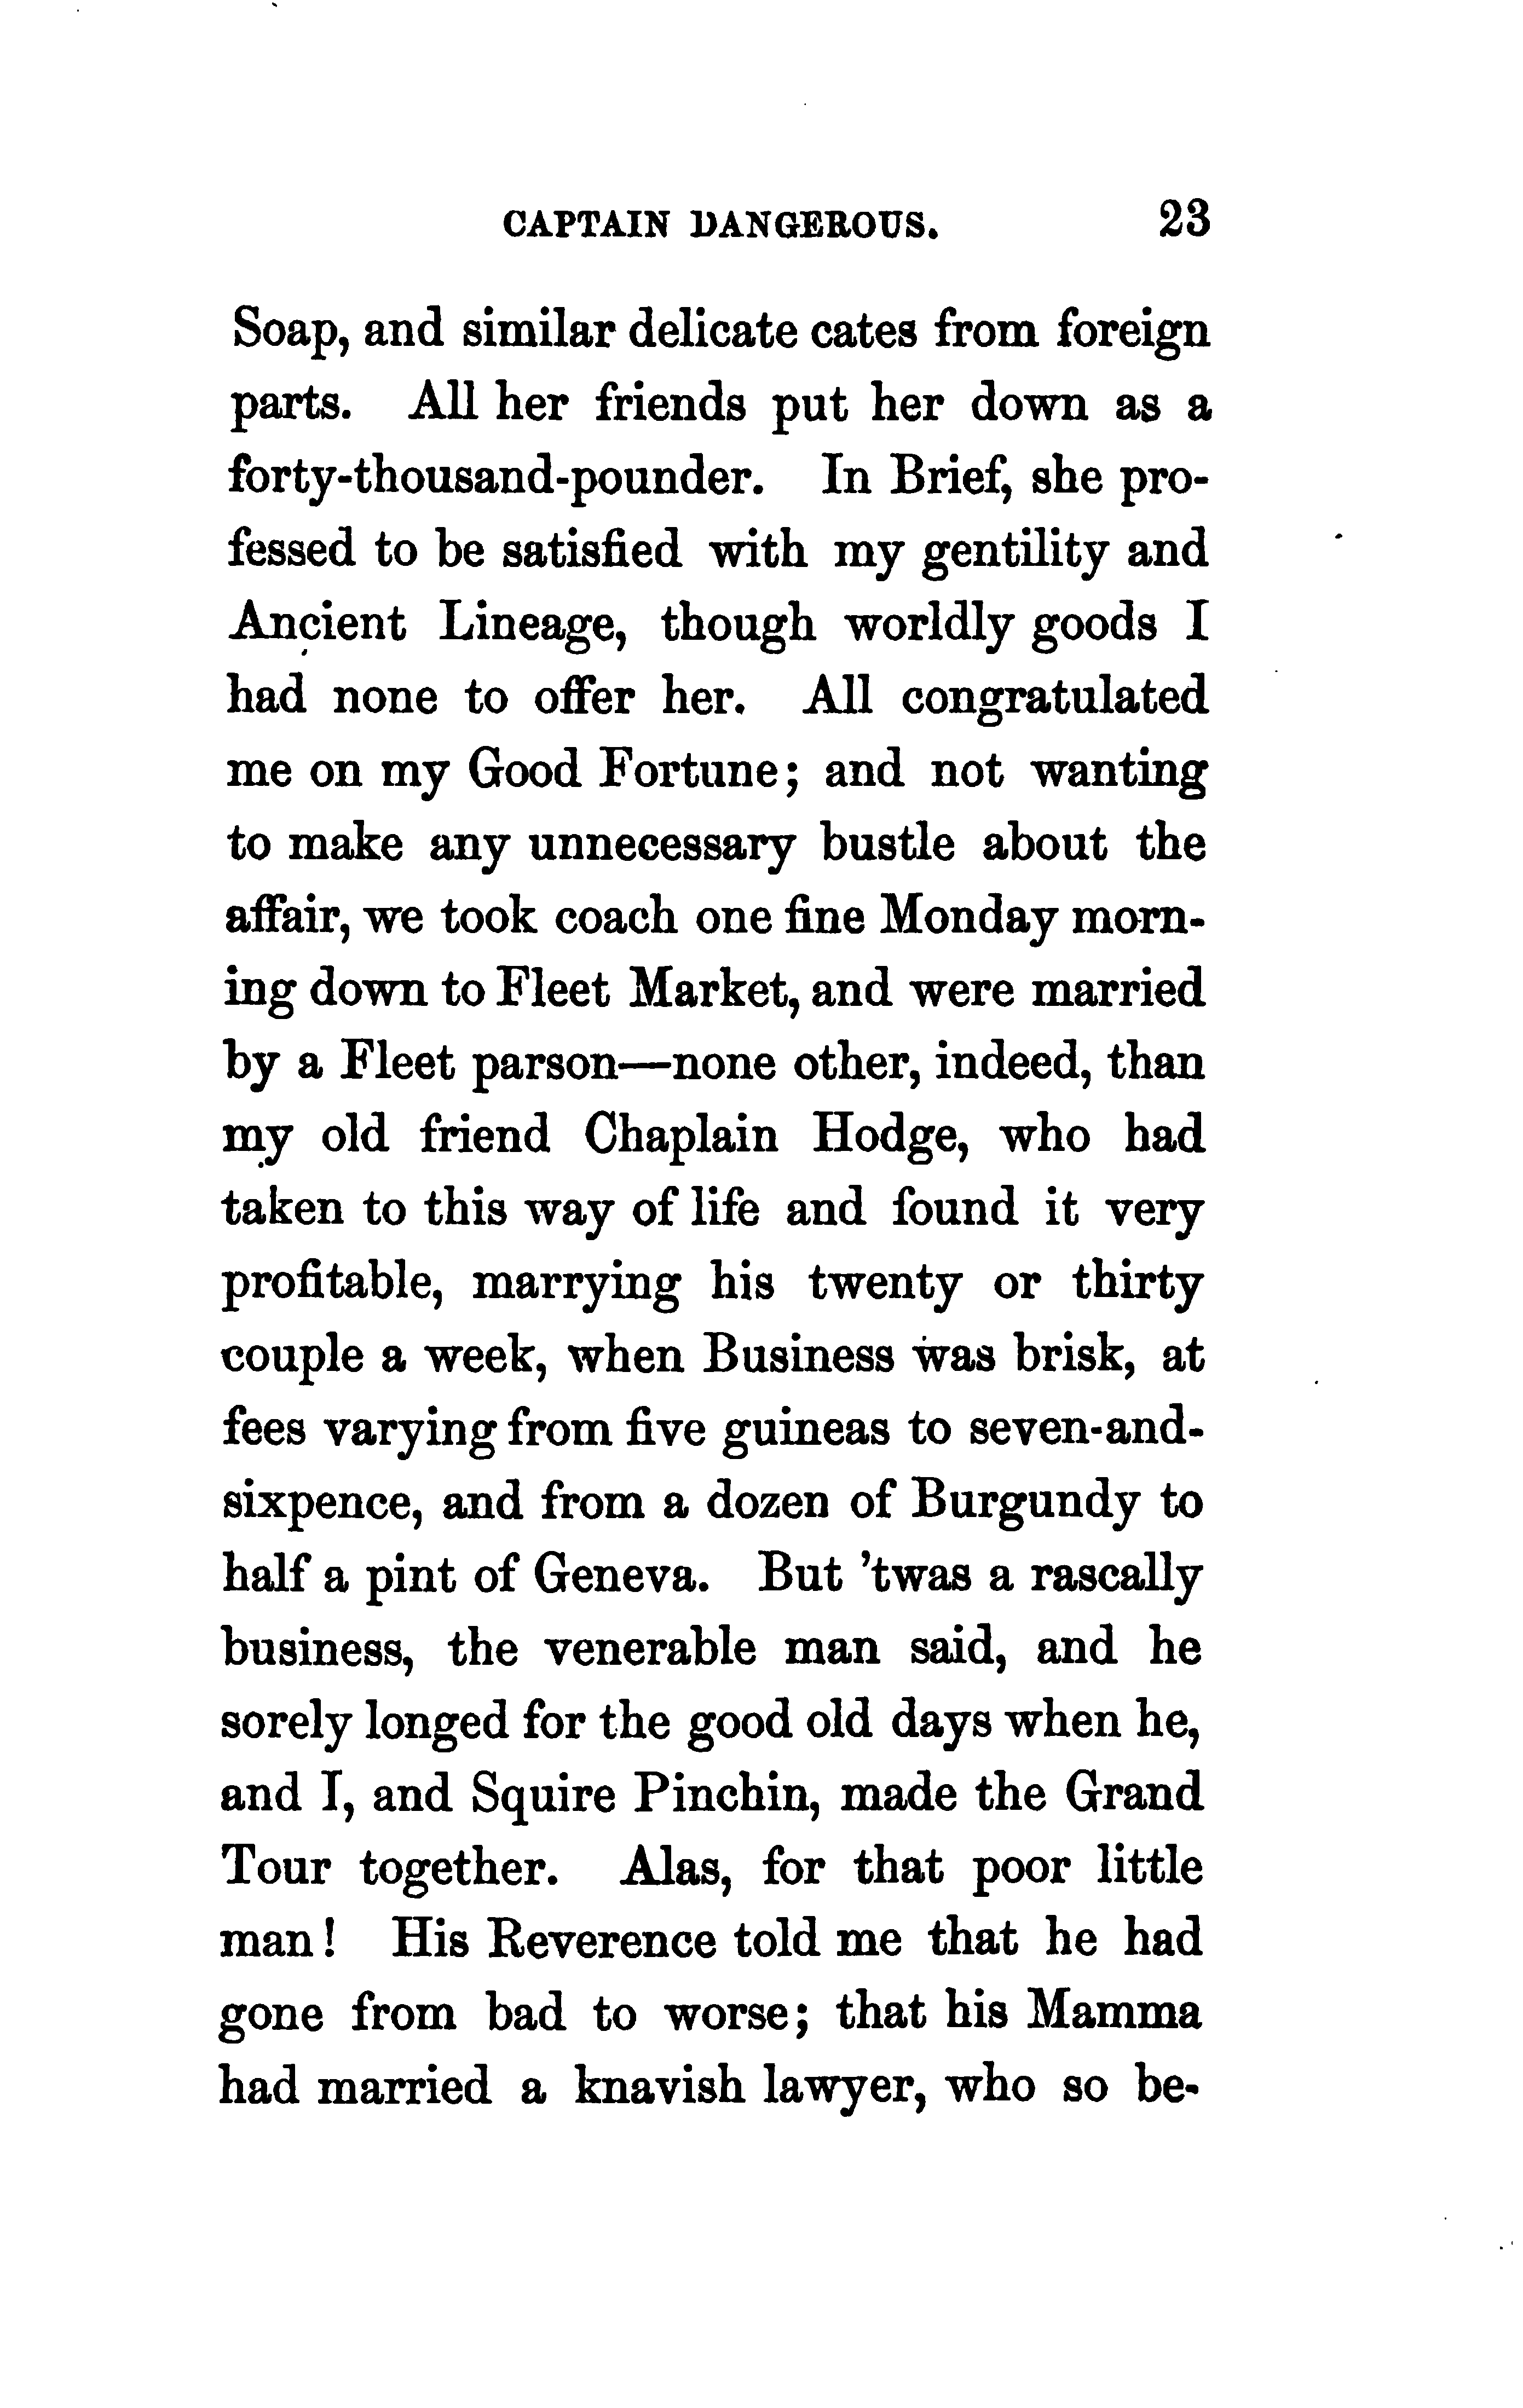 CAPTAIN DANGEROUS. 23
Soap, and similar delicate cates from foreign
parts. All her friends put her down as a
forty-thousand-pounder. In Brief, she pro-
fessed to be satisfied with my gentility and
Ancient Lineage, though worldly goods I
had none to offer her. All congratulated
me on my Good Fortune; and not wanting
to make any unnecessary bustle about the
affair, we took coach one fine Monday morn-
ing down to Fleet Market, and were married
by a Fleet parson—none other, indeed, than
my old friend Chaplain Hodge, who had
taken to this way of life and found it very
profitable, marrying his twenty or thirty
couple a week, when Business was brisk, at
fees varying from five guineas to seven-and-
sixpence, and from a dozen of Burgundy to
half a pint of Geneva. But 'twas a rascally
business, the venerable man said, and he
sorely longed for the good old days when he,
and I, and Squire Pinchin, made the Grand
Tour together. Alas, for that poor little
man! His Reverence told me that he had
gone from bad to worse; that his Mamma
had married a knavish lawyer, who so be-